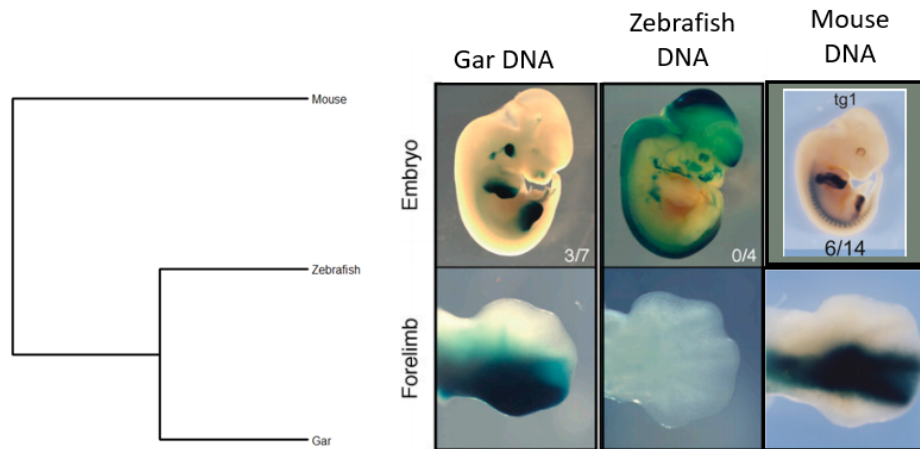 Gar DNA
Zebrafish
DNA
Mouse
DNA
Mouse
Zebrafish
Gar
Embryo
Forelimb
3/7
0/4
tg1
6/14